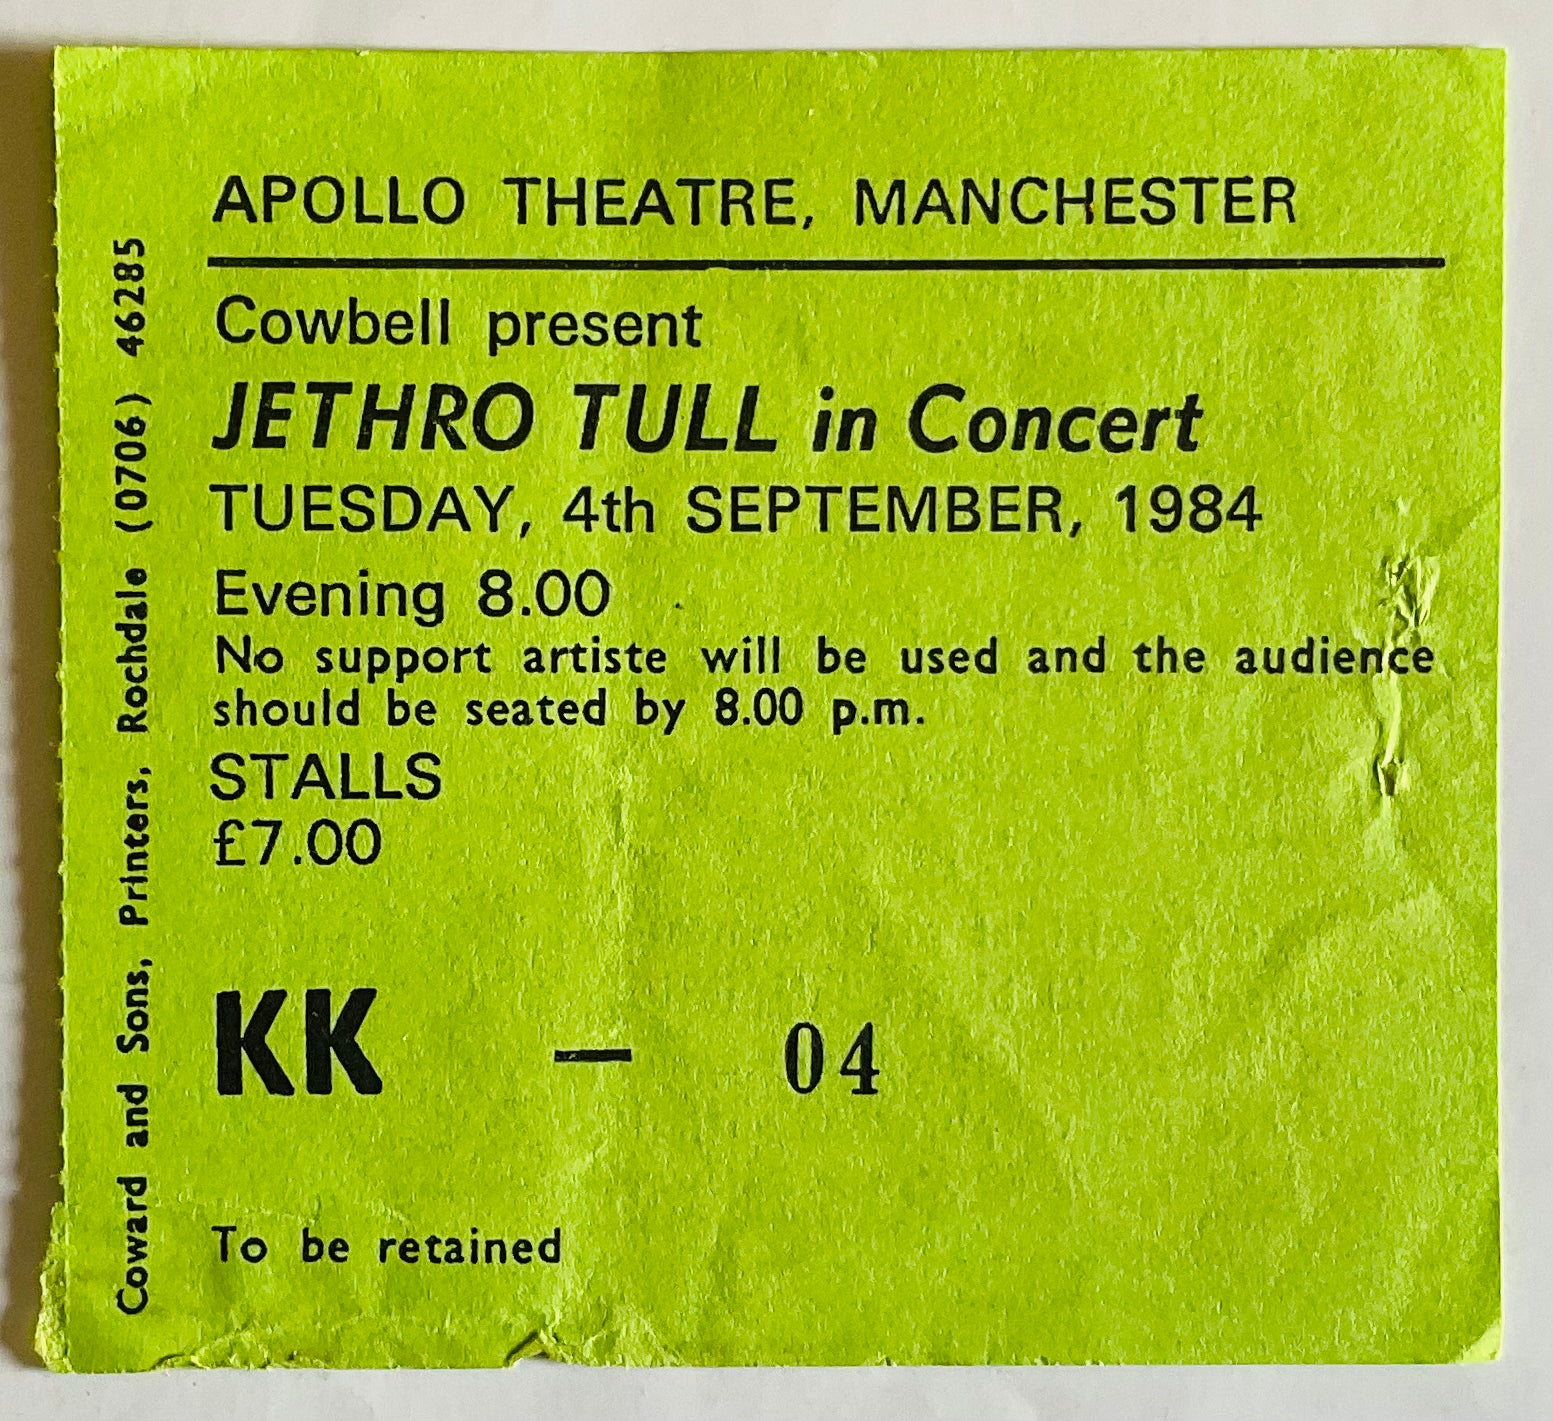 APOLLO THEATRE, MANCHESTER
Cowbell present
JETHRO TULL in Concert
TUESDAY, 4th SEPTEMBER, 1984
Evening 8.00
No support artiste will be used and the audience
should be seated by 8.00 p.m.
STALLS
£7.00
KK — 04
To be retained
Coward and Sons, Printers, Rochdale (0706) 46285